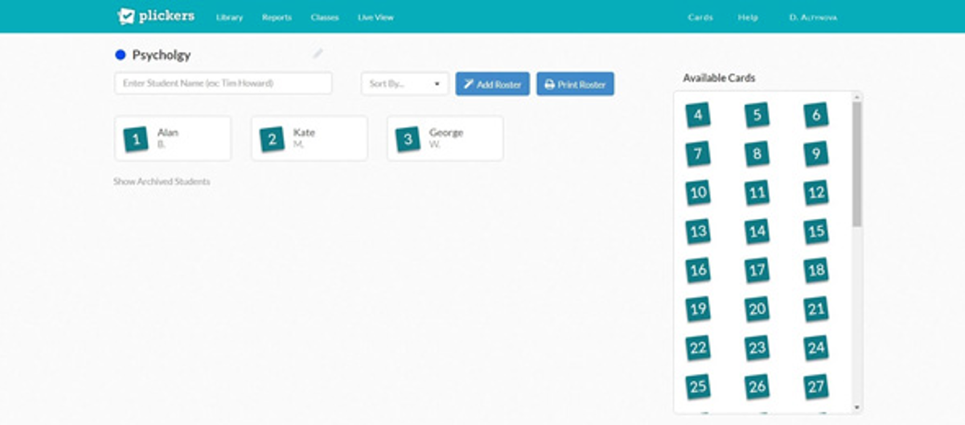 plickers Library Reports Classes Live View Cards Help D. Altynova
Psycholgy
Enter Student Name (ex: Tim Howard) Sort By... Add Roster Print Roster
Available Cards
1 Alan B.
2 Kate M.
3 George W.
Show Archived Students
4 5 6
7 8 9
10 11 12
13 14 15
16 17 18
19 20 21
22 23 24
25 26 27